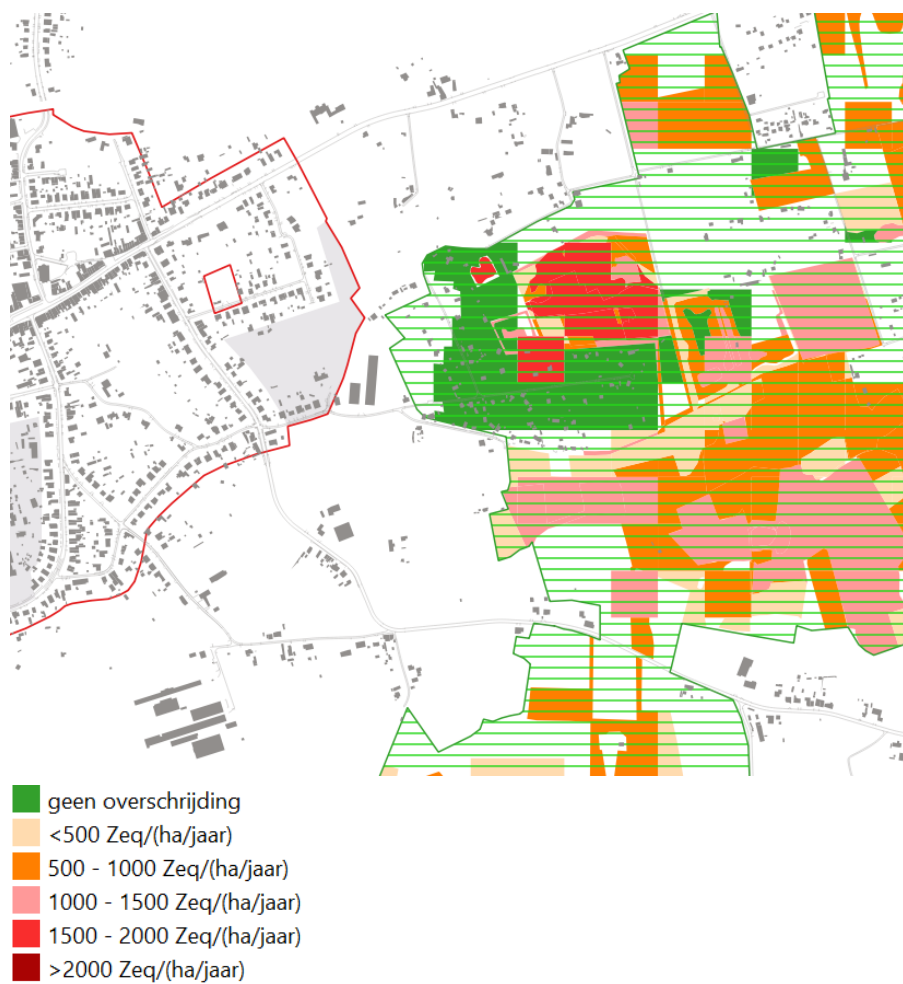 geen overschrijding
<500 Zeq/(ha/jaar)
500 - 1000 Zeq/(ha/jaar)
1000 - 1500 Zeq/(ha/jaar)
1500 - 2000 Zeq/(ha/jaar)
>2000 Zeq/(ha/jaar)